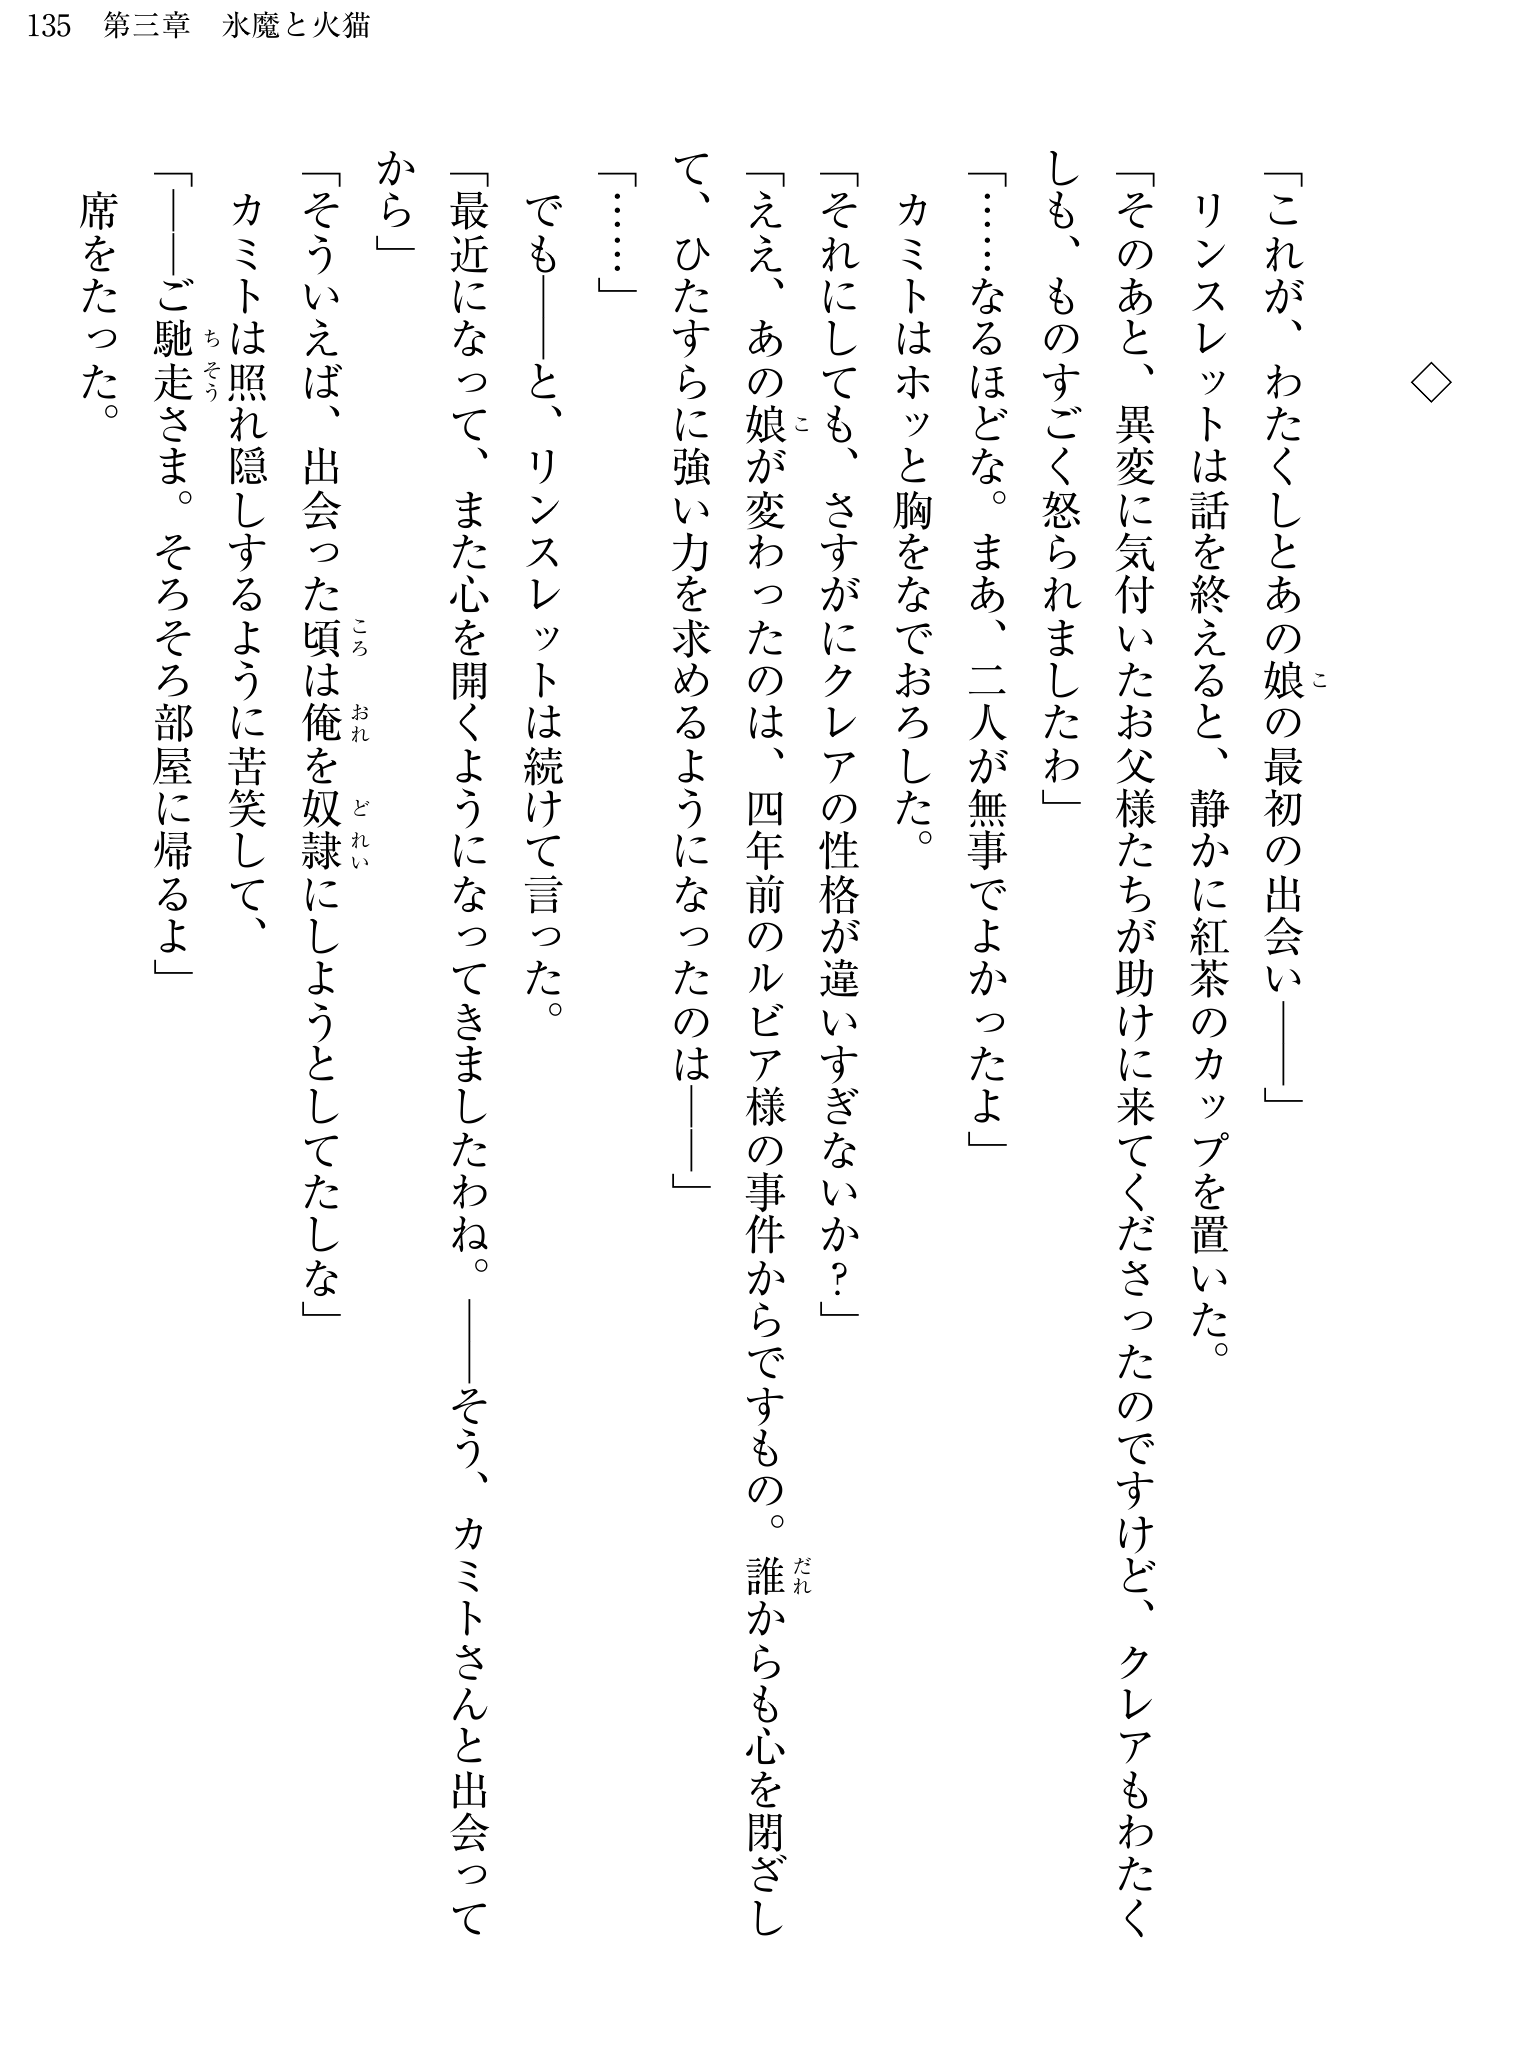 135　第三章　氷魔と火猫
◇
「これが、わたくしとあの娘の最初の出会い――」
　リンスレットは話を終えると、静かに紅茶のカップを置いた。
「そのあと、異変に気付いたお父様たちが助けに来てくださったのですけど、クレアもわたく
しも、ものすごく怒られましたわ」
「……なるほどな。まあ、二人が無事でよかったよ」
　カミトはホッと胸をなでおろした。
「それにしても、さすがにクレアの性格が違いすぎないか?」
「ええ、あの娘が変わったのは、四年前のルビア様の事件からですもの。誰からも心を閉ざし
て、ひたすらに強い力を求めるようになったのは――」
「……」
　でも――と、リンスレットは続けて言った。
「最近になって、また心を開くようになってきましたわね。――そう、カミトさんと出会って
から」
「そういえば、出会った頃は俺を奴隷にしようとしてたしな」
　カミトは照れ隠しするように苦笑して、
「――ご馳走さま。そろそろ部屋に帰るよ」
　席をたった。